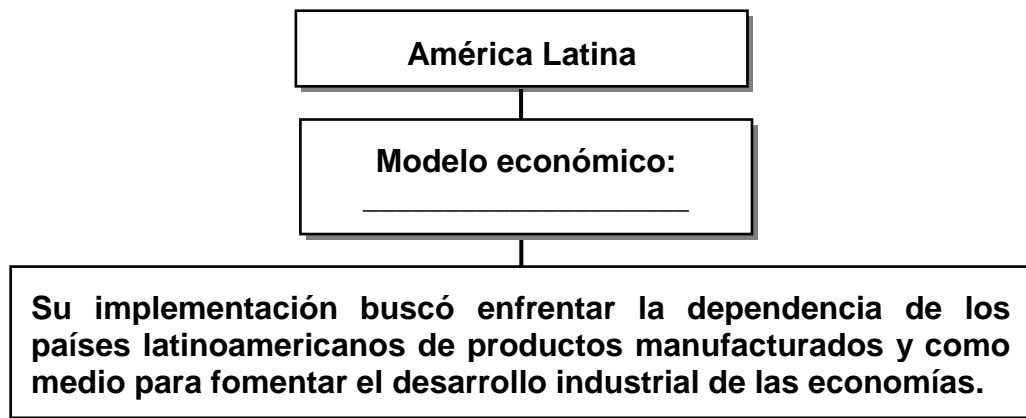 América Latina
Modelo económico:
____________________
Su implementación buscó enfrentar la dependencia de los
países latinoamericanos de productos manufacturados y como
medio para fomentar el desarrollo industrial de las economías.